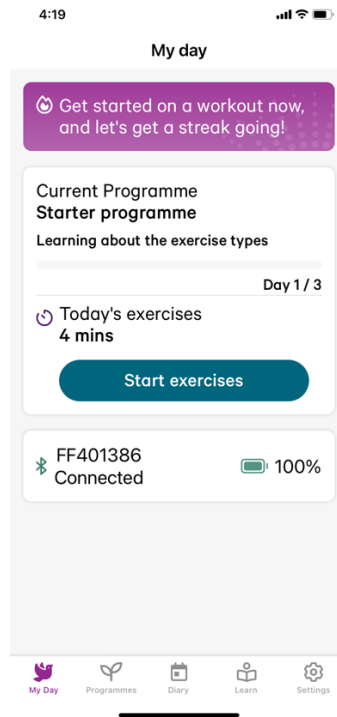 4:19
My day
Get started on a workout now,
and let's get a streak going!
Current Programme
Starter programme
Learning about the exercise types
Day 1 / 3
Today's exercises
4 mins
Start exercises
FF401386
Connected
100%
My Day
Programmes
Diary
Learn
Settings